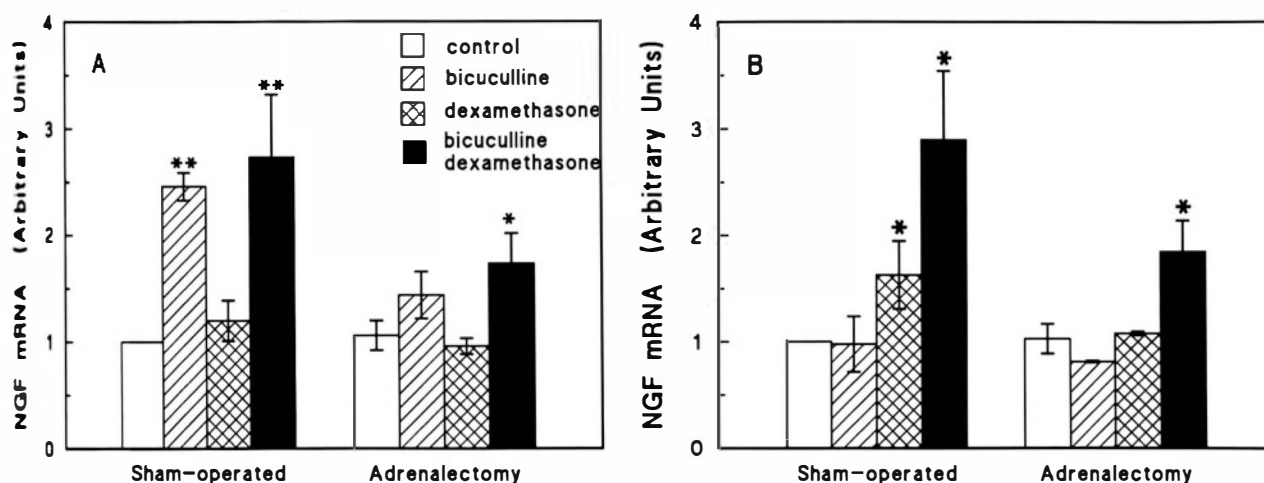 NGF mRNA (Arbitrary Units)
4
3
2
1
0
A
control
bicuculline
dexamethasone
bicuculline
dexamethasone
**
**
*
Sham-operated
Adrenalectomy
NGF mRNA (Arbitrary Units)
4
3
2
1
0
B
*
*
*
Sham-operated
Adrenalectomy